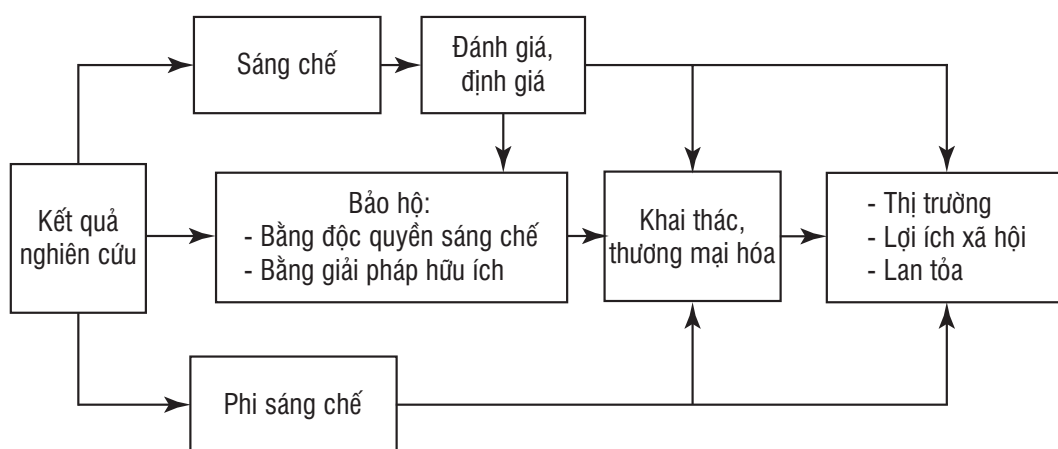 Sáng chế
Đánh giá,
định giá
Kết quả
nghiên cứu
Bảo hộ:
- Bằng độc quyền sáng chế
- Bằng giải pháp hữu ích
Khai thác,
thương mại hóa
- Thị trường
- Lợi ích xã hội
- Lan tỏa
Phi sáng chế